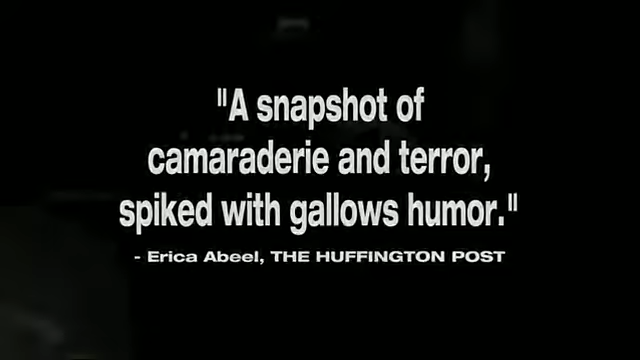 "A snapshot of
camaraderie and terror,
spiked with gallows humor."
- Erica Abeel, THE HUFFINGTON POST